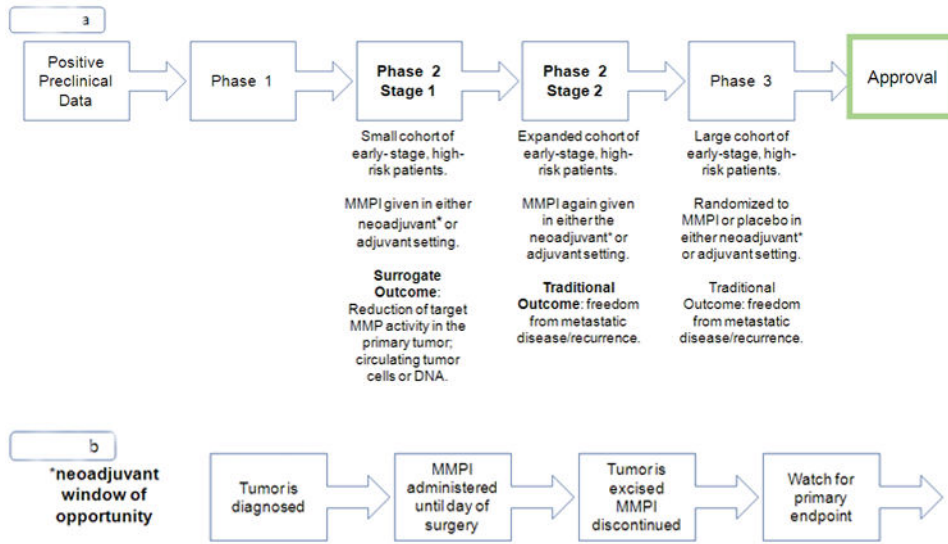 a
Positive
Preclinical
Data
Phase 1
Phase 2
Stage 1
Phase 2
Stage 2
Phase 3
Approval
Small cohort of
early-stage, high-
risk patients.
MMPI given in either
neoadjuvant* or
adjuvant setting.
Surrogate
Outcome:
Reduction of target
MMP activity in the
primary tumor;
circulating tumor
cells or DNA.
Expanded cohort of
early-stage, high-
risk patients.
MMPI again given
in either the
neoadjuvant* or
adjuvant setting.
Traditional
Outcome: freedom
from metastatic
disease/recurrence.
Large cohort of
early-stage, high-
risk patients.
Randomized to
MMPI or placebo in
either neoadjuvant*
or adjuvant setting.
Traditional
Outcome: freedom
from metastatic
disease/recurrence.
b
*neoadjuvant
window of
opportunity
Tumor is
diagnosed
MMPI
administered
until day of
surgery
Tumor is
excised
MMPI
discontinued
Watch for
primary
endpoint